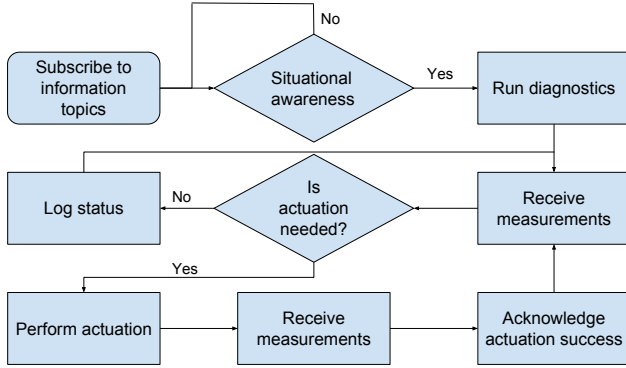 No
Subscribe to
information
topics
Situational
awareness
Yes
Run diagnostics
Log status
No
Is
actuation
needed?
Receive
measurements
Yes
Perform actuation
Receive
measurements
Acknowledge
actuation success